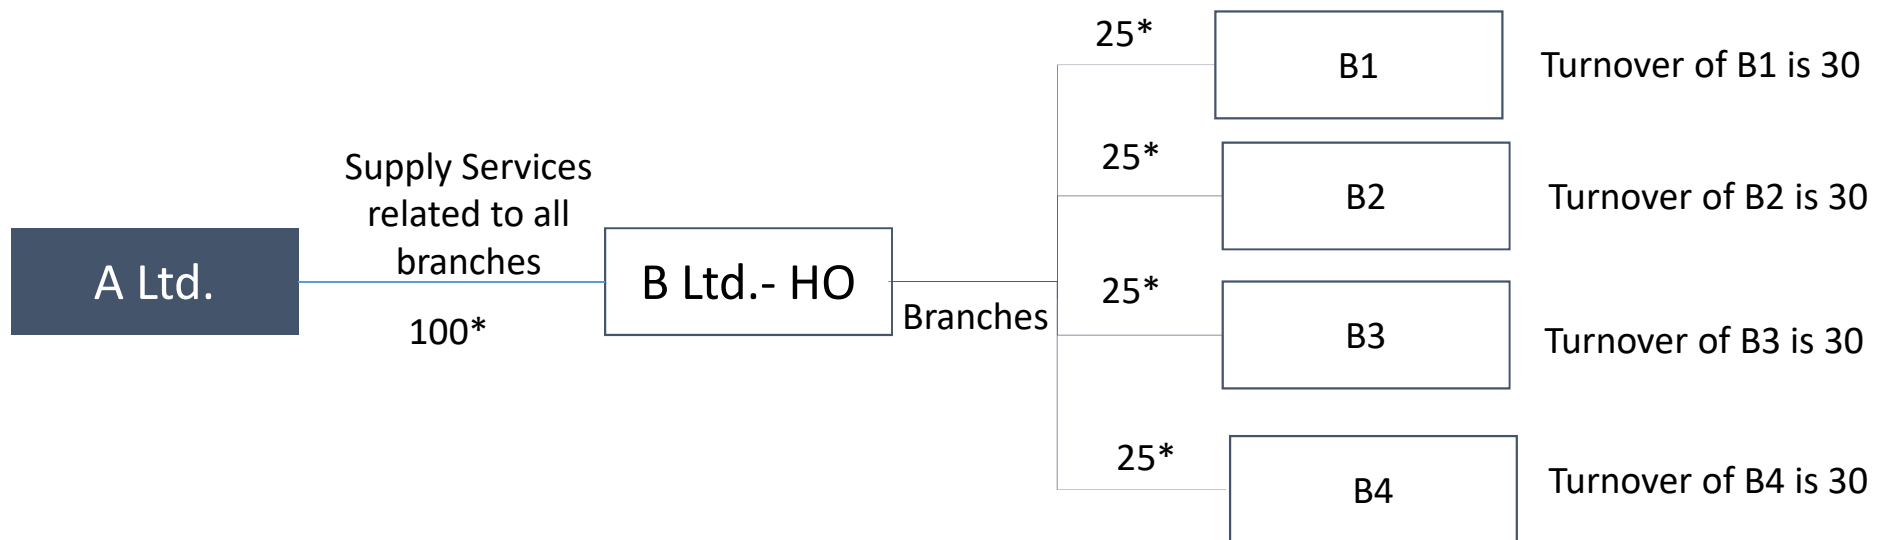 25*
B1
Turnover of B1 is 30
25*
B2
Turnover of B2 is 30
Supply Services
related to all
branches
A Ltd.
B Ltd.- HO
100*
Branches
25*
B3
Turnover of B3 is 30
25*
B4
Turnover of B4 is 30